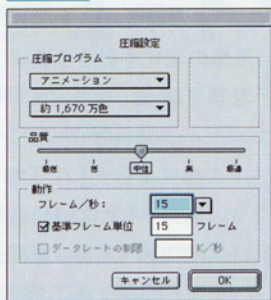 圧縮設定
圧縮プログラム
アニメーション
約 1,670 万色
品質
最低 低 中位 高 最高
動作
フレーム／秒： 15
基準フレーム単位 15 フレーム
データレートの制限 K／秒
キャンセル OK